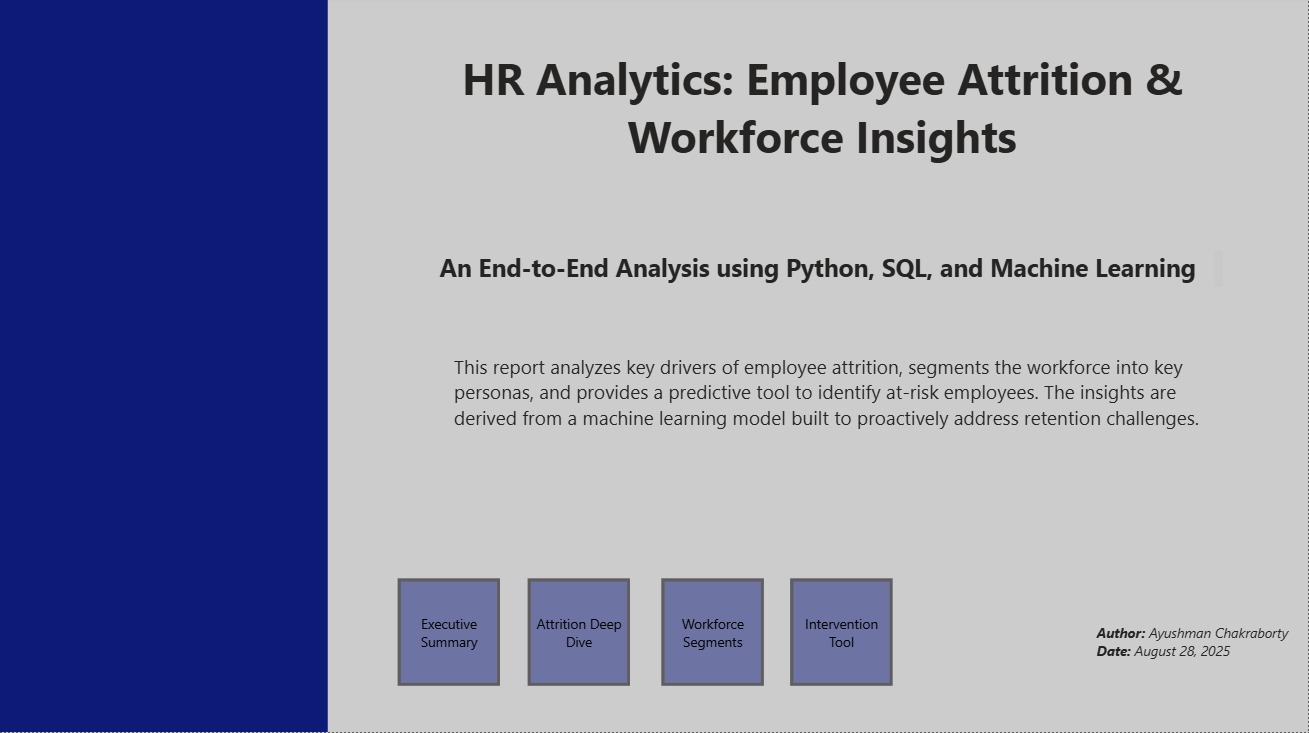 HR Analytics: Employee Attrition &
Workforce Insights
An End-to-End Analysis using Python, SQL, and Machine Learning
This report analyzes key drivers of employee attrition, segments the workforce into key
personas, and provides a predictive tool to identify at-risk employees. The insights are
derived from a machine learning model built to proactively address retention challenges.
Executive
Summary
Attrition Deep
Dive
Workforce
Segments
Intervention
Tool
Author: Ayushman Chakraborty
Date: August 28, 2025